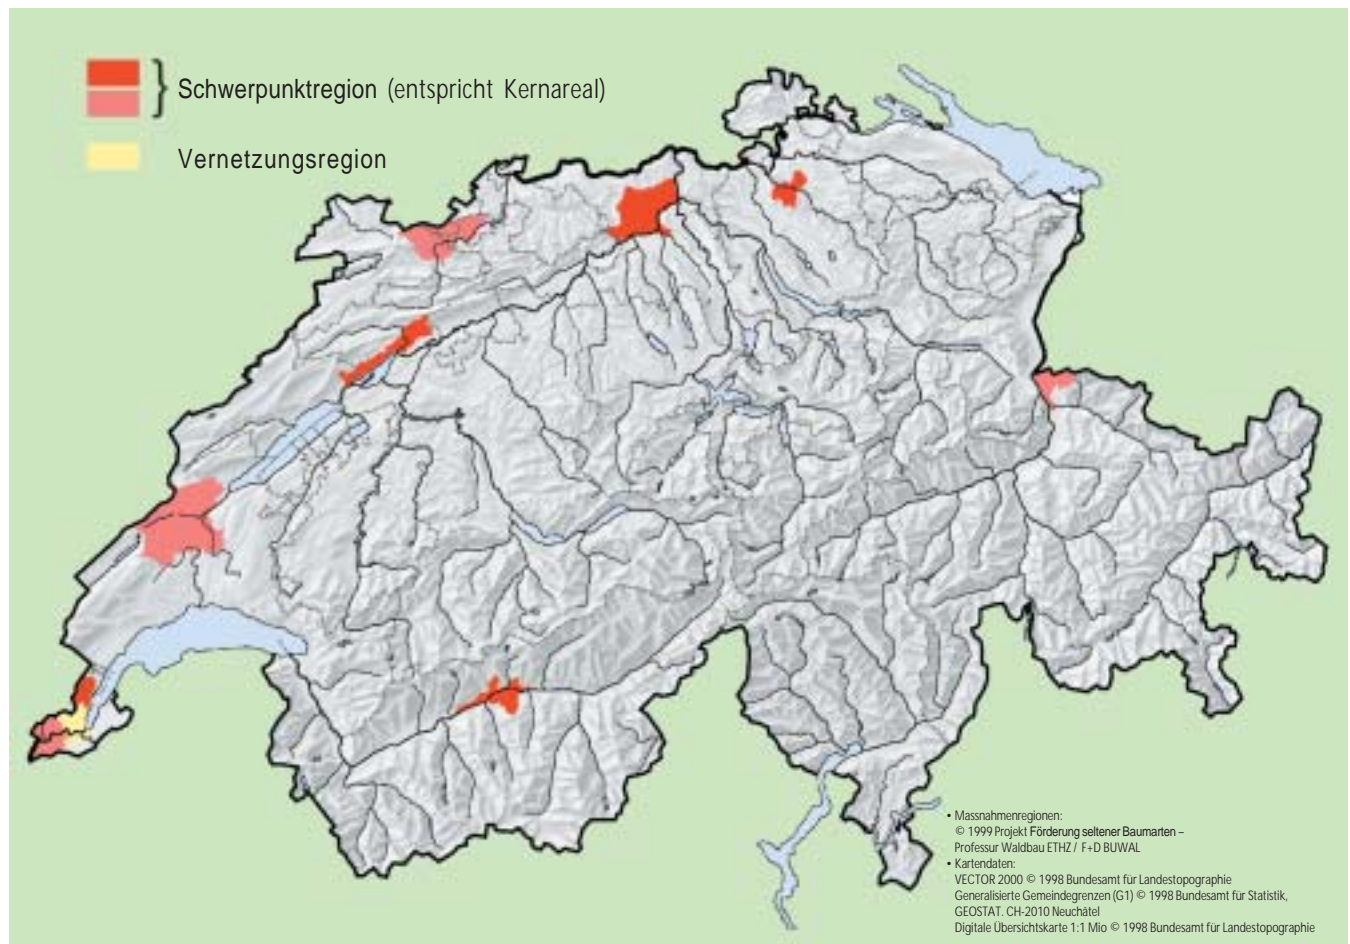 Schwerpunktregion (entspricht Kernareal)
Vernetzungsregion
• Massnahmenregionen:
© 1999 Projekt Förderung seltener Baumarten –
Professur Waldbau ETHZ / F+D BUWAL
• Kartendaten:
VECTOR 2000 © 1998 Bundesamt für Landestopographie
Generalisierte Gemeindegrenzen (G1) © 1998 Bundesamt für Statistik,
GEOSTAT. CH-2010 Neuchâtel
Digitale Übersichtskarte 1:1 Mio © 1998 Bundesamt für Landestopographie